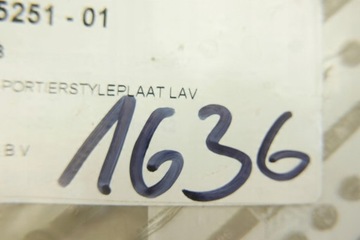 5251 - 01
PORTIERSTYLEPLAAT LAV
B V
1636